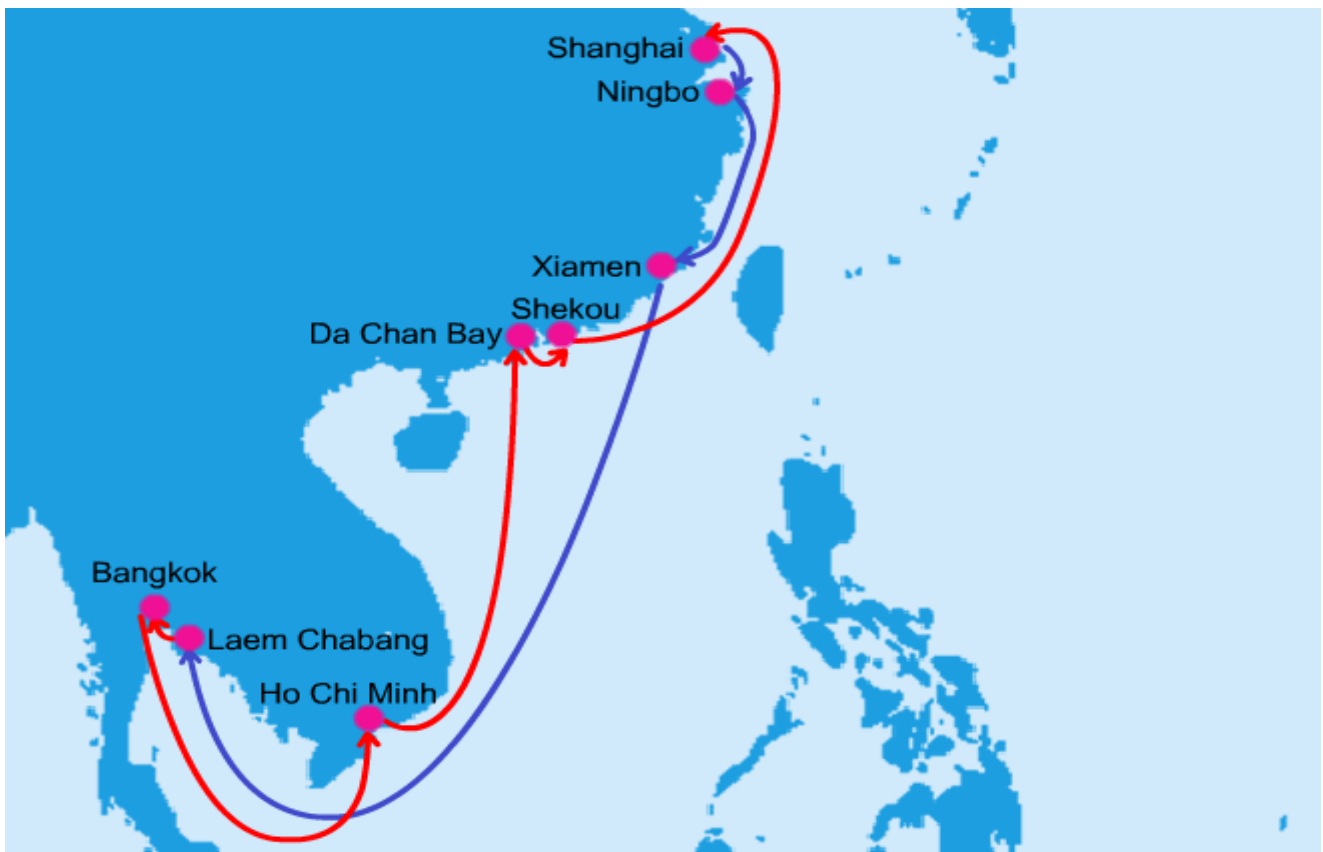 Shanghai
Ningbo
Xiamen
Shekou
Da Chan Bay
Bangkok
Laem Chabang
Ho Chi Minh